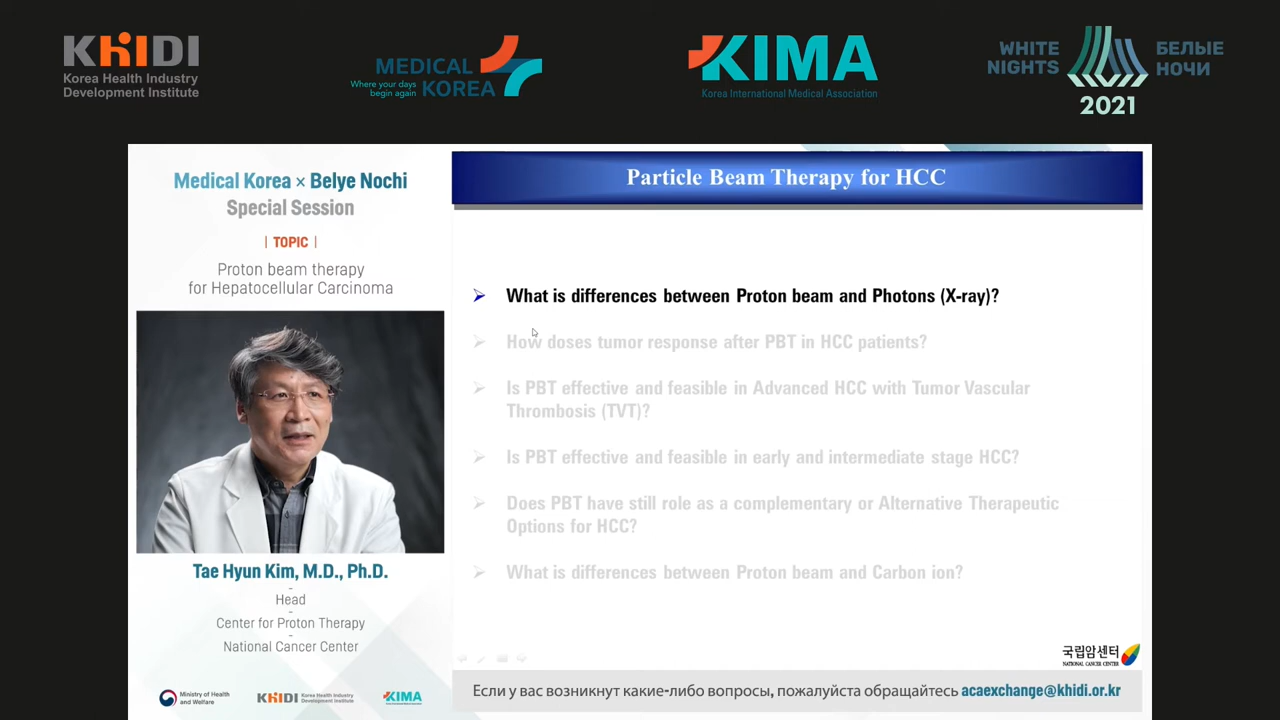 KHIDI
Korea Health Industry
Development Institute
MEDICAL
KOREA
Where your days
begin again
KIMA
Korea International Medical Association
WHITE
NIGHTS
БЕЛЫЕ
НОЧИ
2021
Medical Korea × Belye Nochi
Special Session
| TOPIC |
Proton beam therapy
for Hepatocellular Carcinoma
Tae Hyun Kim, M.D., Ph.D.
Head
Center for Proton Therapy
National Cancer Center
Ministry of Health
and Welfare
KHIDI
Korea Health Industry
Development Institute
KIMA
Particle Beam Therapy for HCC
What is differences between Proton beam and Photons (X-ray)?
How doses tumor response after PBT in HCC patients?
Is PBT effective and feasible in Advanced HCC with Tumor Vascular
Thrombosis (TVT)?
Is PBT effective and feasible in early and intermediate stage HCC?
Does PBT have still role as a complementary or Alternative Therapeutic
Options for HCC?
What is differences between Proton beam and Carbon ion?
국립암센터
NATIONAL CANCER CENTER
Если у вас возникнут какие-либо вопросы, пожалуйста обращайтесь acaexchange@khidi.or.kr